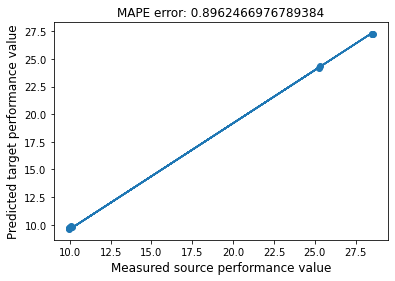 MAPE error: 0.8962466976789384
27.5
25.0
22.5
20.0
17.5
15.0
12.5
10.0
Predicted target performance value
10.0 12.5 15.0 17.5 20.0 22.5 25.0 27.5
Measured source performance value